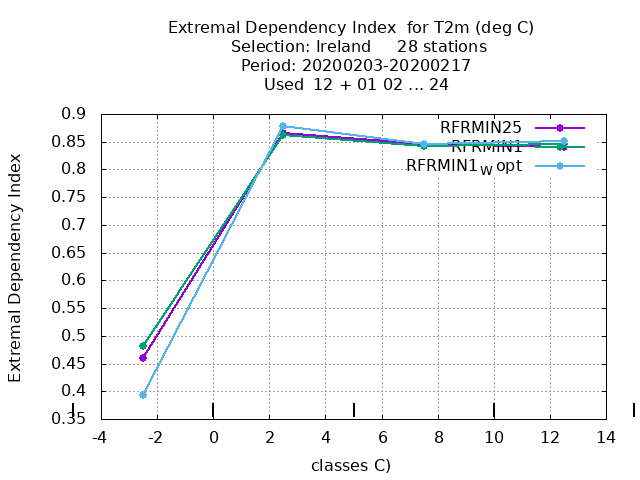 Extremal Dependency Index  for T2m (deg C)
Selection: Ireland     28 stations
Period: 20200203-20200217
Used  12 + 01 02 ... 24
Extremal Dependency Index
0.9
0.85
0.8
0.75
0.7
0.65
0.6
0.55
0.5
0.45
0.4
0.35
RFRMIN25
RFRMIN1
RFRMIN1W opt
-4 -2 0 2 4 6 8 10 12 14
classes C)